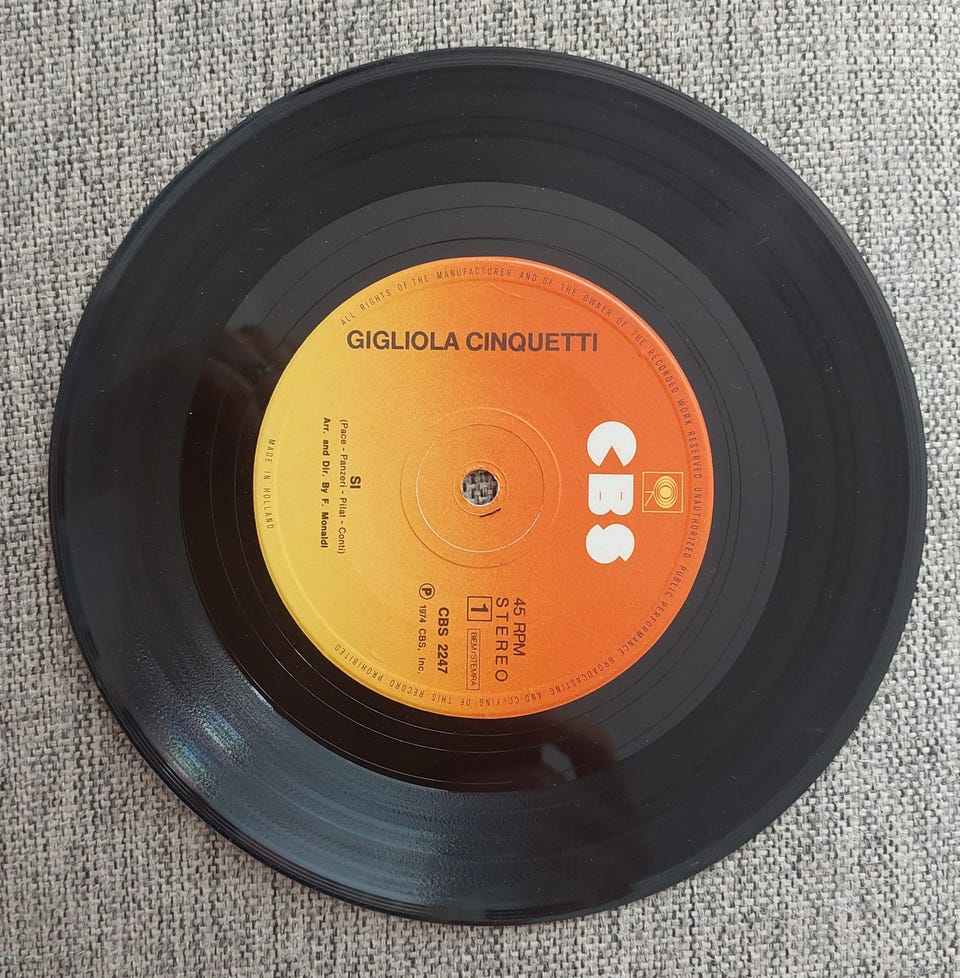 GIGLIOLA CINQUETTI
CBS
45 RPM
STEREO
1
BIEM/STEMRA
CBS 2247
Ⓟ 1974 CBS, Inc.
SI
(Pace - Panzeri - Pilat - Conti)
Arr. and Dir. By F. Monaldi
ALL RIGHTS OF THE MANUFACTURER AND OF THE OWNER OF THE RECORDED WORK RESERVED UNAUTHORIZED PUBLIC PERFORMANCE BROADCASTING AND COPYING OF THIS RECORD PROHIBITED
MADE IN HOLLAND